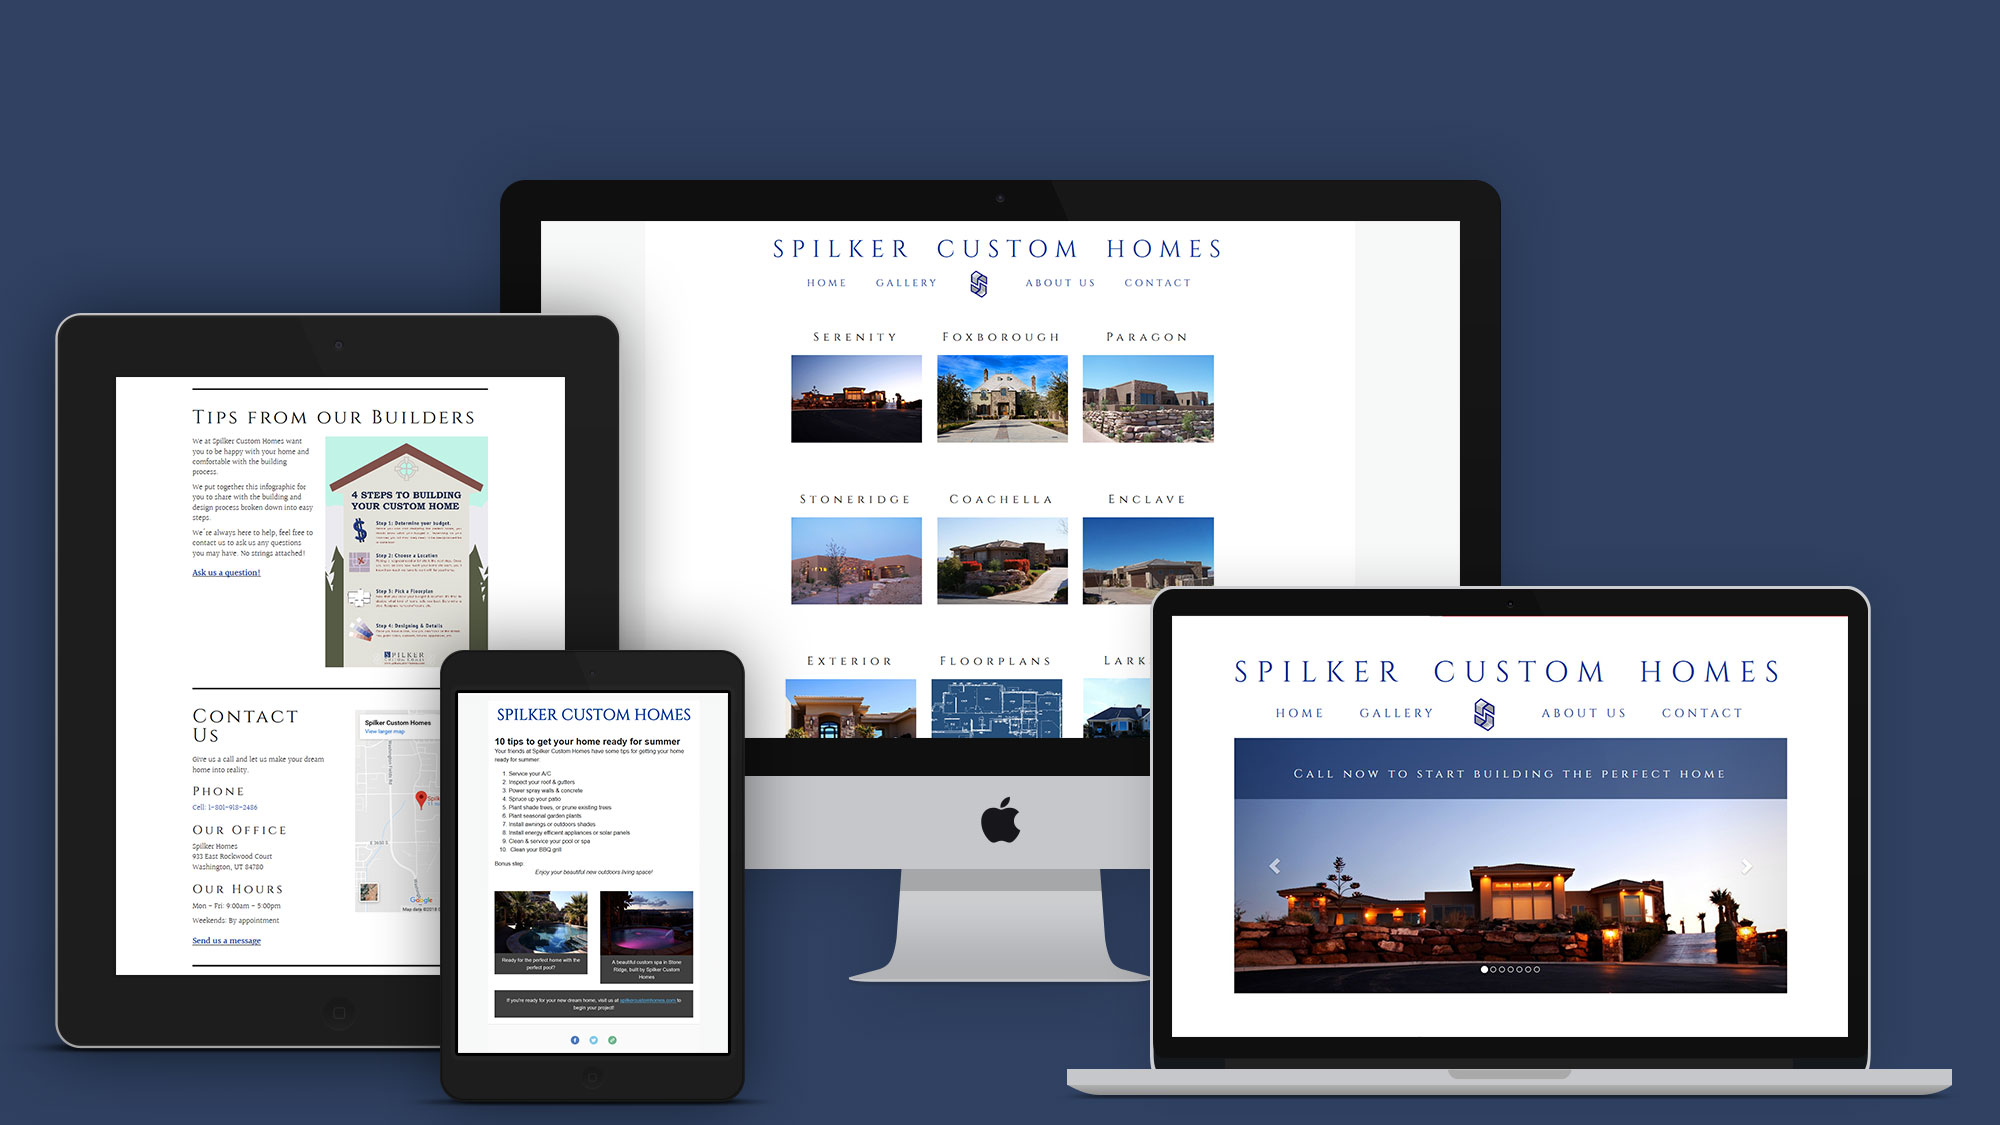 SPILKER CUSTOM HOMES
HOME GALLERY ABOUT US CONTACT
SERENITY FOXBOROUGH PARAGON
STONERIDGE COACHELLA ENCLAVE
EXTERIOR FLOORPLANS LARK
TIPS FROM OUR BUILDERS
We at Spilker Custom Homes want
you to be happy with your home and
comfortable with the building
process.
We put together this infographic for
you to share with the building and
design process broken down into easy
steps.
We're always here to help, feel free to
contact us to ask us any questions
you may have. No strings attached!
Ask us a question!
4 STEPS TO BUILDING
YOUR CUSTOM HOME
Step 1: Determine your budget.
Step 2: Choose a Location
Step 3: Pick a Floorplan
Step 4: Designing & Details
SPILKER
CUSTOM HOMES
CONTACT
US
Give us a call and let us make your dream
home into reality.
PHONE
Cell: 1-801-918-2486
OUR OFFICE
Spilker Homes
933 East Rockwood Court
Washington, UT 84780
OUR HOURS
Mon - Fri: 9:00am - 5:00pm
Weekends: By appointment
Send us a message
Spilker Custom Homes
View larger map
Washington Fields Rd
E 3650 S
Spilk
Google
Map data ©2018 G
SPILKER CUSTOM HOMES
10 tips to get your home ready for summer
Your friends at Spilker Custom Homes have some tips for getting your home
ready for summer:
1. Service your A/C
2. Inspect your roof & gutters
3. Power spray walls & concrete
4. Spruce up your patio
5. Plant shade trees, or prune existing trees
6. Plant seasonal garden plants
7. Install awnings or outdoors shades
8. Install energy efficient appliances or solar panels
9. Clean & service your pool or spa
10. Clean your BBQ grill
Bonus step:
Enjoy your beautiful new outdoors living space!
Ready for the perfect home with the
perfect pool?
A beautiful custom spa in Stone
Ridge, built by Spilker Custom
Homes
If you're ready for your new dream home, visit us at spilkercustomhomes.com to
begin your project!
SPILKER CUSTOM HOMES
HOME GALLERY ABOUT US CONTACT
CALL NOW TO START BUILDING THE PERFECT HOME